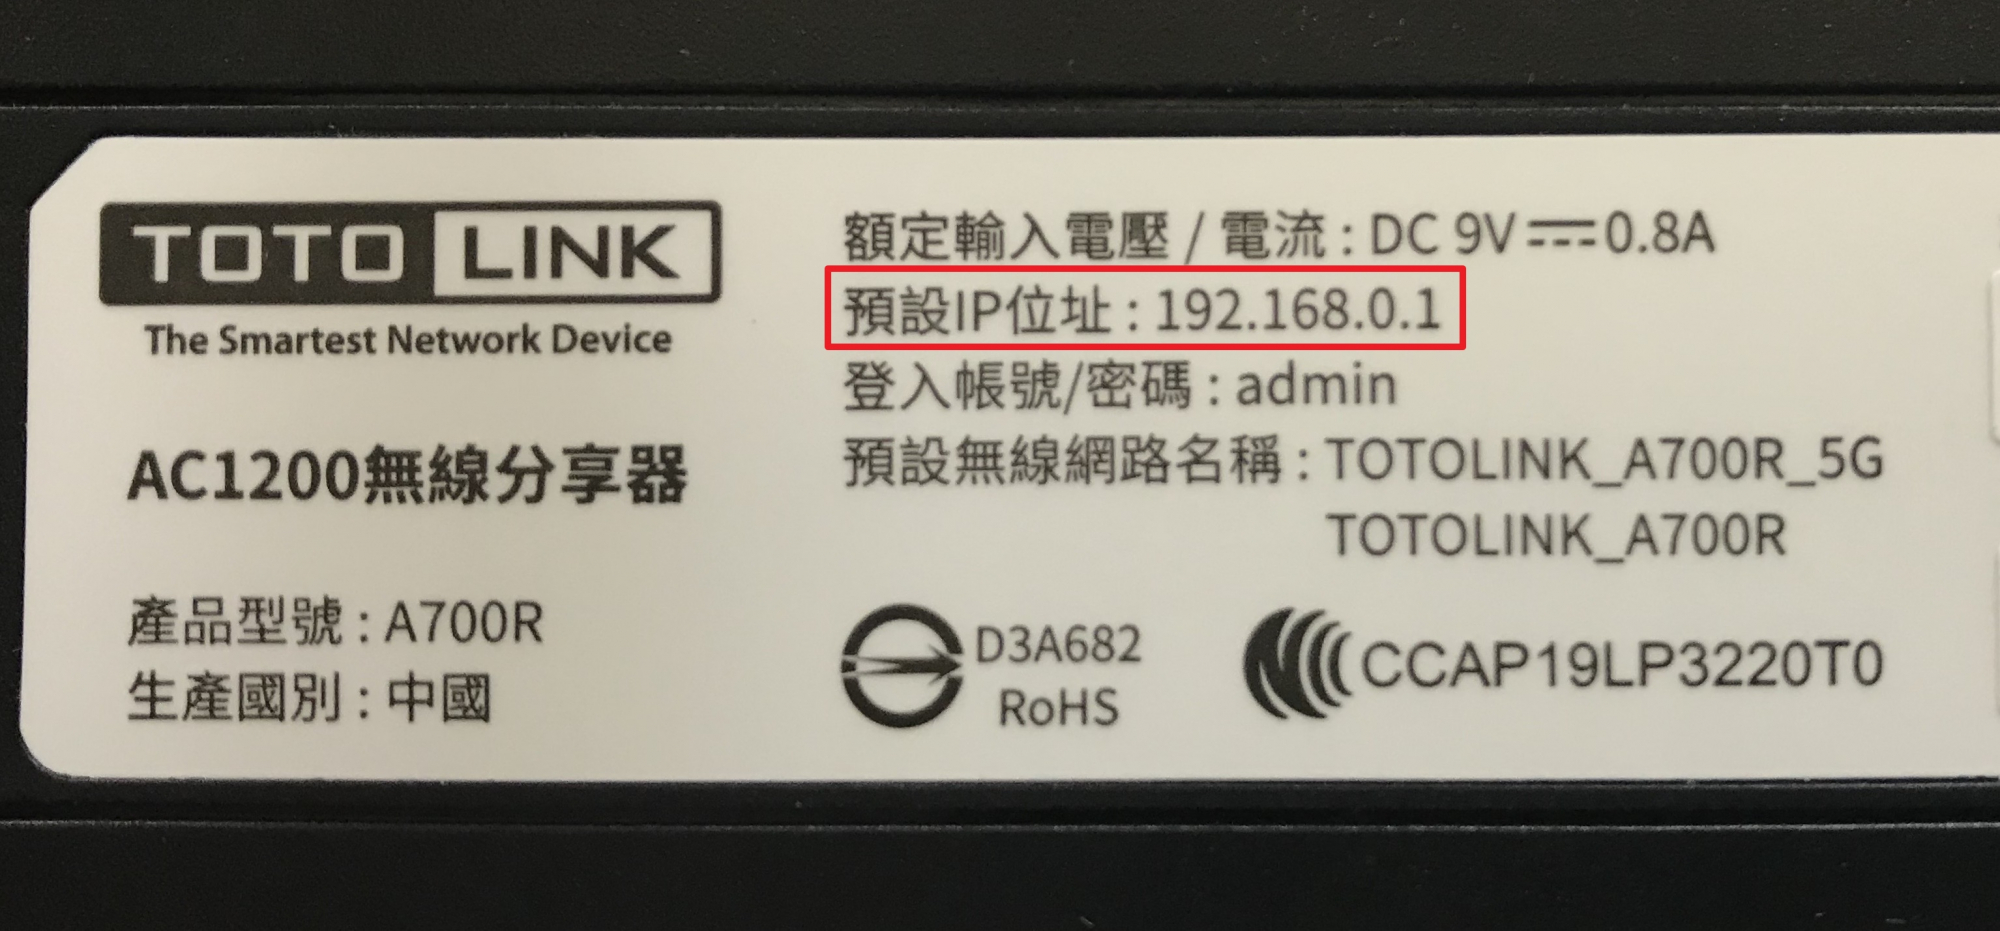 TOTO LINK
The Smartest Network Device
AC1200無線分享器
產品型號 : A700R
生產國別 : 中國
額定輸入電壓 / 電流 : DC 9V⎓0.8A
預設IP位址 : 192.168.0.1
登入帳號/密碼 : admin
預設無線網路名稱 : TOTOLINK_A700R_5G
TOTOLINK_A700R
D3A682
RoHS
CCAP19LP3220T0